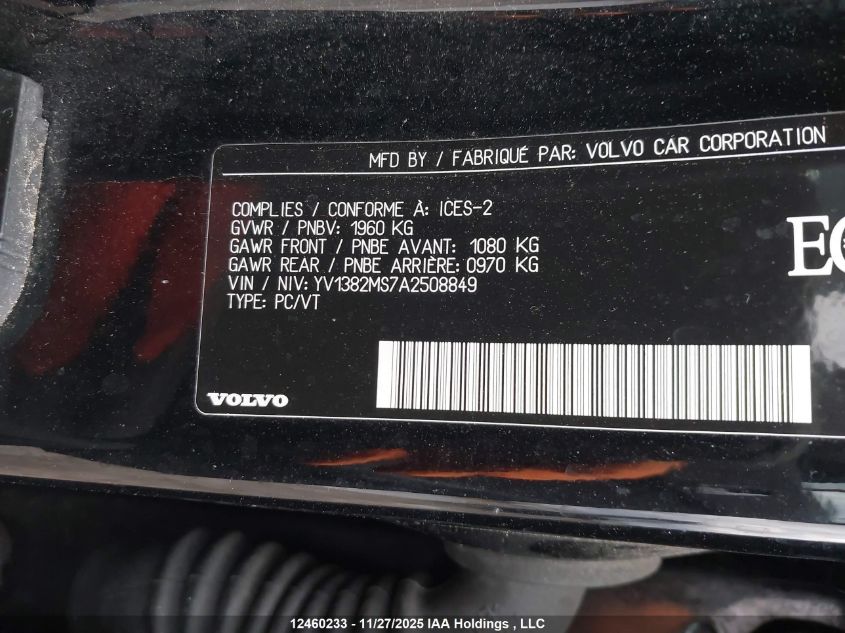 MFD BY / FABRIQUÉ PAR: VOLVO CAR CORPORATION
COMPLIES / CONFORME À: ICES-2
GVWR / PNBV: 1960 KG
GAWR FRONT / PNBE AVANT: 1080 KG
GAWR REAR / PNBE ARRIÈRE: 0970 KG
VIN / NIV: YV1382MS7A2508849
TYPE: PC/VT
VOLVO
12460233 - 11/27/2025 IAA Holdings , LLC